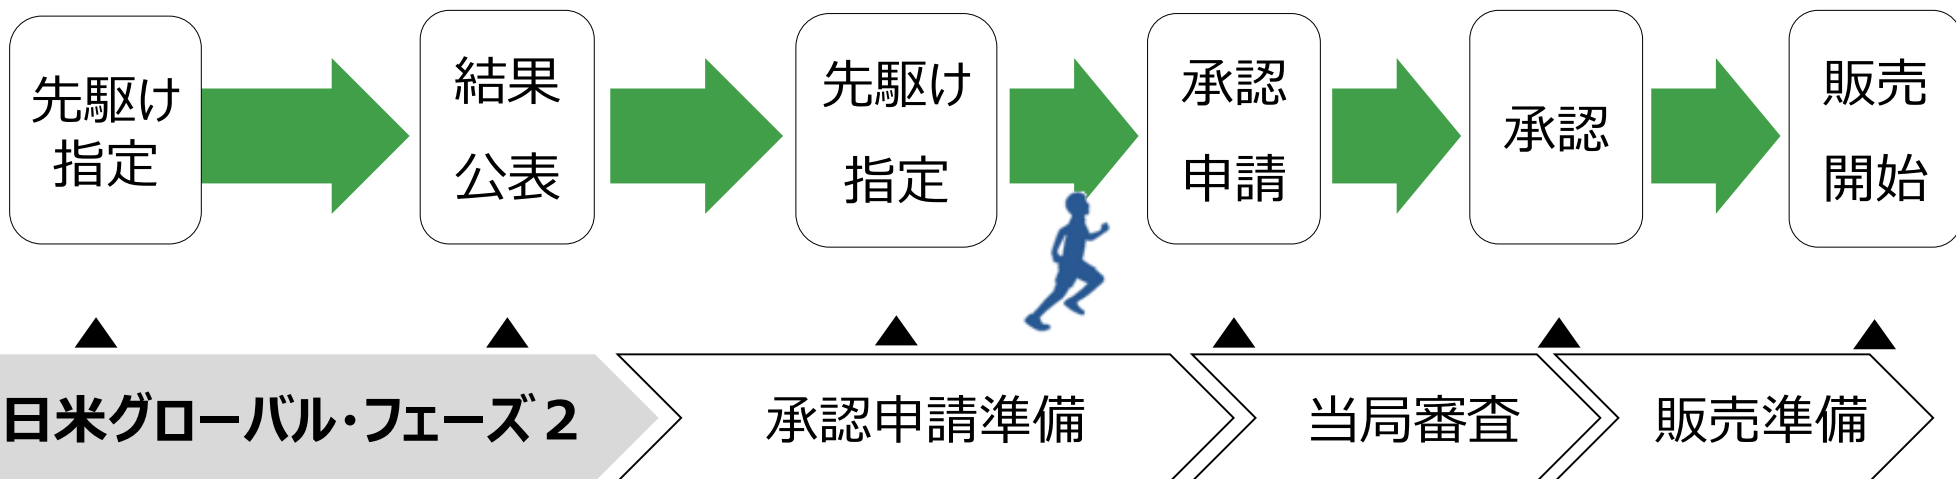 先駆け
指定
結果
公表
先駆け
指定
承認
申請
承認
販売
開始
日米グローバル・フェーズ2
承認申請準備
当局審査
販売準備